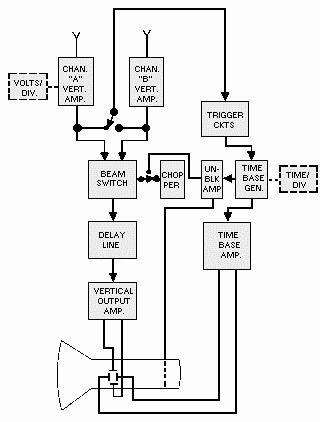 VOLTS/
DIV.
CHAN.
"A"
VERT.
AMP.
CHAN.
"B"
VERT.
AMP.
TRIGGER
CKTS
BEAM
SWITCH
CHOP
PER
UN-
BLK
AMP
TIME
BASE
GEN.
TIME/
DIV
DELAY
LINE
TIME
BASE
AMP.
VERTICAL
OUTPUT
AMP.